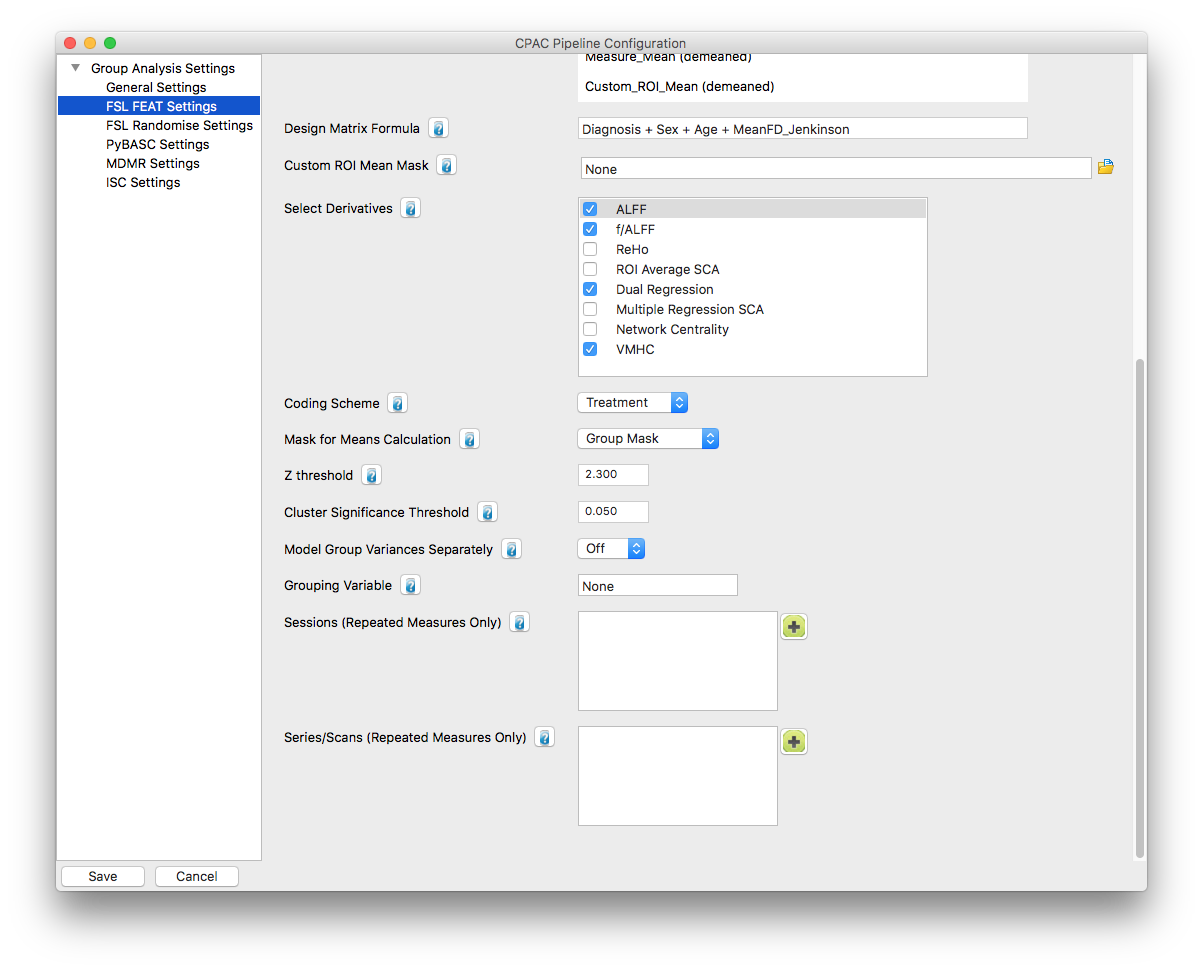 CPAC Pipeline Configuration
Group Analysis Settings
General Settings
FSL FEAT Settings
FSL Randomise Settings
PyBASC Settings
MDMR Settings
ISC Settings
Measure_Mean (demeaned)
Custom_ROI_Mean (demeaned)
Design Matrix Formula ? Diagnosis + Sex + Age + MeanFD_Jenkinson
Custom ROI Mean Mask ? None
Select Derivatives ?
ALFF
f/ALFF
ReHo
ROI Average SCA
Dual Regression
Multiple Regression SCA
Network Centrality
VMHC
Coding Scheme ? Treatment
Mask for Means Calculation ? Group Mask
Z threshold ? 2.300
Cluster Significance Threshold ? 0.050
Model Group Variances Separately ? Off
Grouping Variable ? None
Sessions (Repeated Measures Only) ?
Series/Scans (Repeated Measures Only) ?
Save Cancel